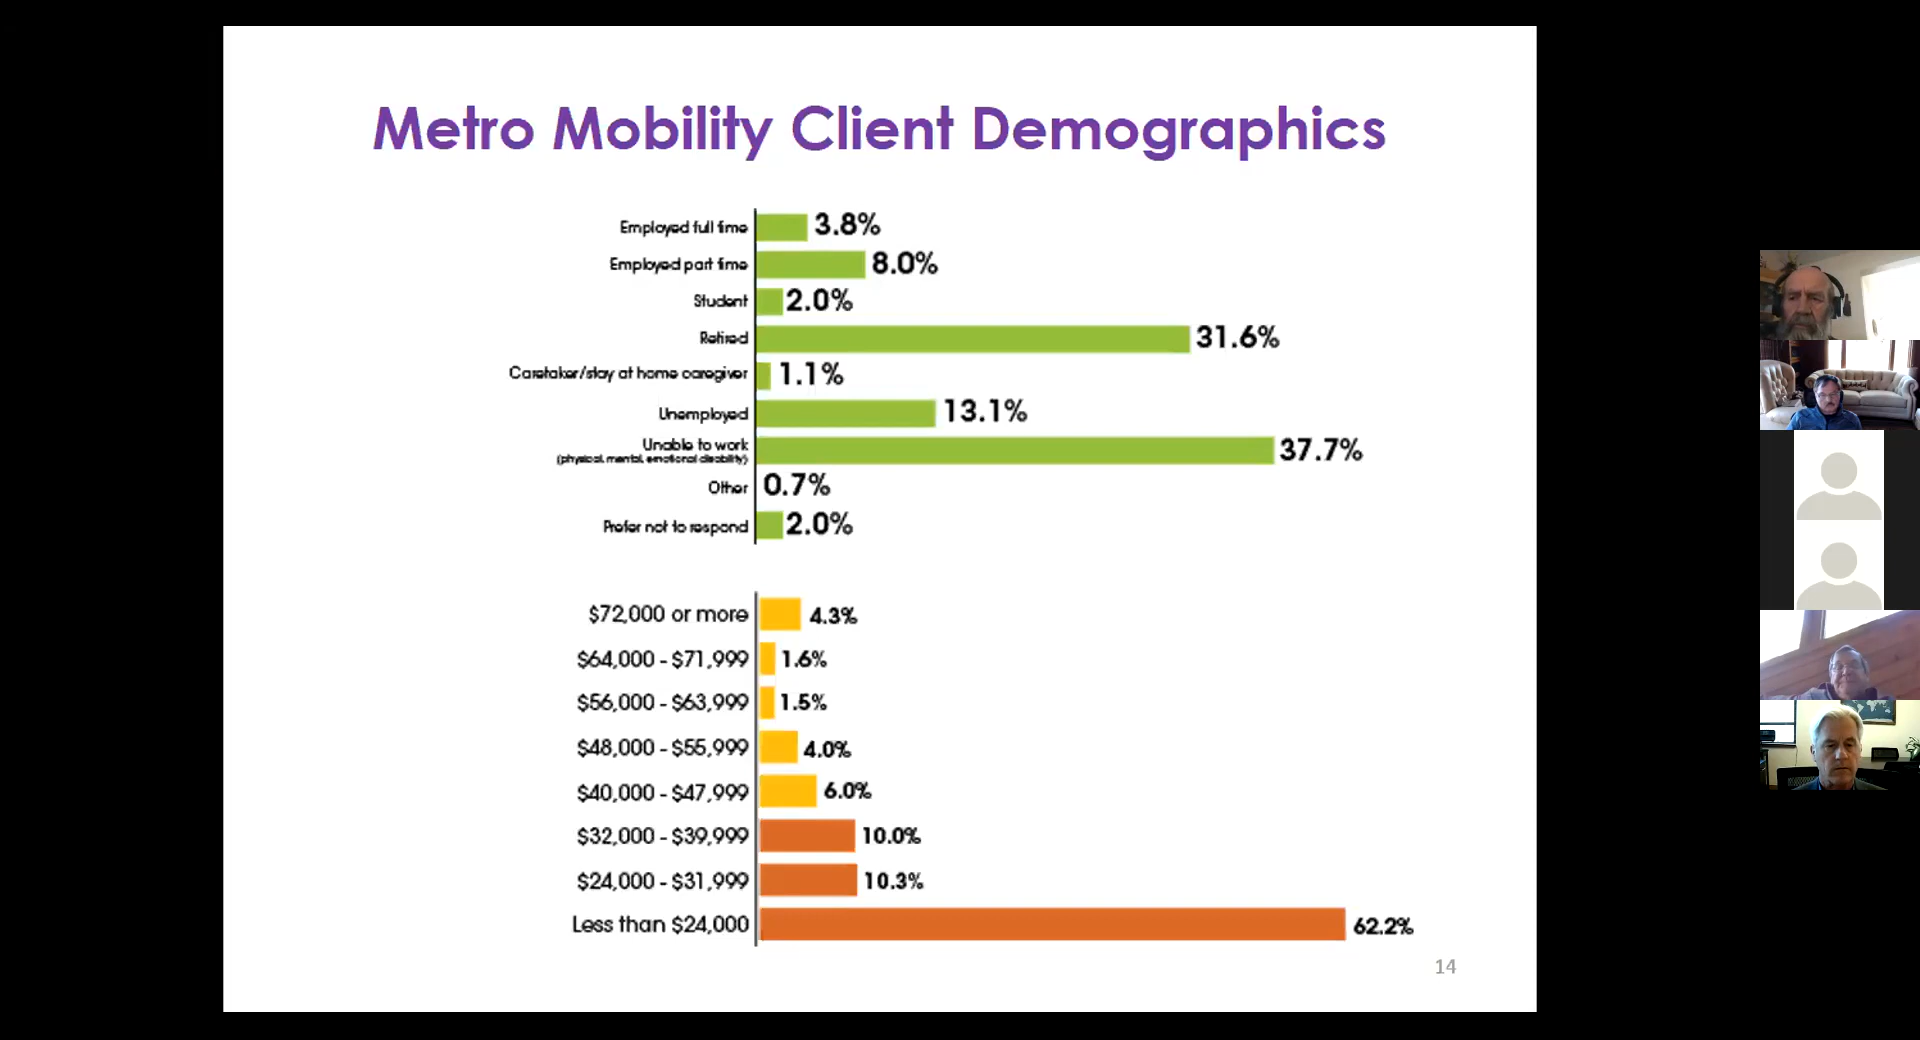 Metro Mobility Client Demographics
Employed full time 3.8%
Employed part time 8.0%
Student 2.0%
Retired 31.6%
Caretaker/stay at home caregiver 1.1%
Unemployed 13.1%
Unable to work 37.7%
(physical, mental, emotional disability)
Other 0.7%
Prefer not to respond 2.0%
$72,000 or more 4.3%
$64,000 - $71,999 1.6%
$56,000 - $63,999 1.5%
$48,000 - $55,999 4.0%
$40,000 - $47,999 6.0%
$32,000 - $39,999 10.0%
$24,000 - $31,999 10.3%
Less than $24,000 62.2%
14